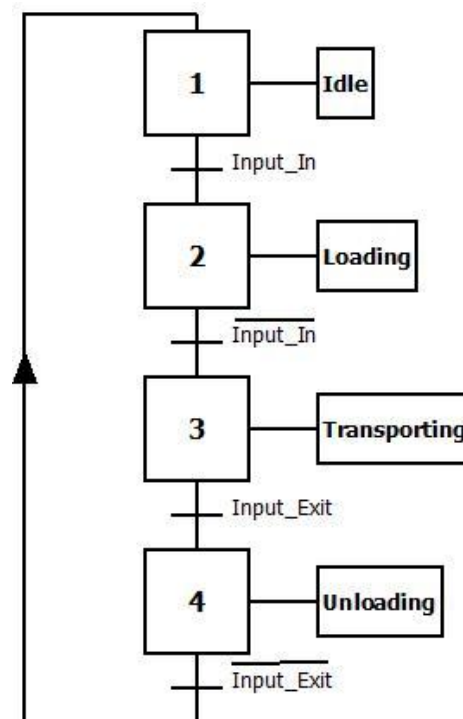 1 Idle
Input_In
2 Loading
Input_In
3 Transporting
Input_Exit
4 Unloading
Input_Exit